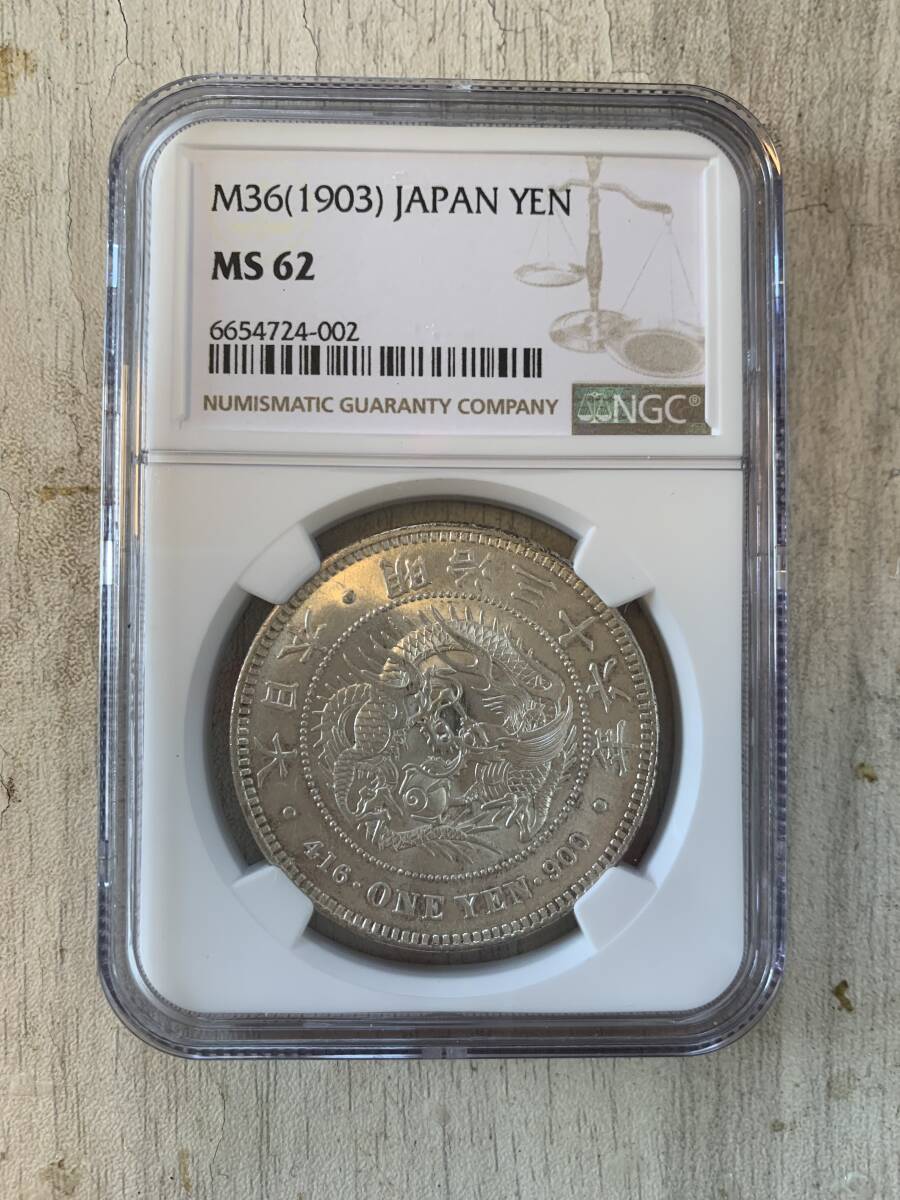 M36(1903) JAPAN YEN
MS 62
6654724-002
NUMISMATIC GUARANTY COMPANY
NGC®
大日本・明治三十六年
416・ONE YEN・900